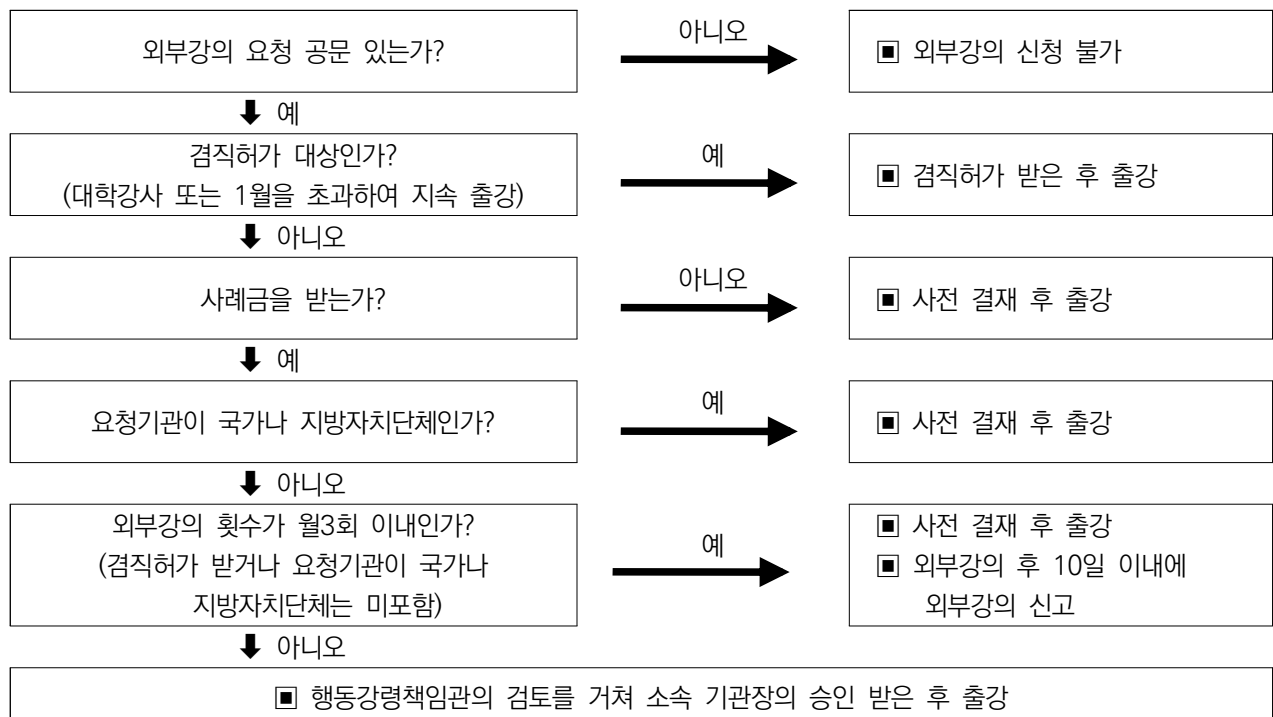 외부강의 요청 공문 있는가?
아니오
▣ 외부강의 신청 불가
⬇ 예
겸직허가 대상인가?
(대학강사 또는 1월을 초과하여 지속 출강)
예
▣ 겸직허가 받은 후 출강
⬇ 아니오
사례금을 받는가?
아니오
▣ 사전 결재 후 출강
⬇ 예
요청기관이 국가나 지방자치단체인가?
예
▣ 사전 결재 후 출강
⬇ 아니오
외부강의 횟수가 월3회 이내인가?
(겸직허가 받거나 요청기관이 국가나
지방자치단체는 미포함)
예
▣ 사전 결재 후 출강
▣ 외부강의 후 10일 이내에
외부강의 신고
⬇ 아니오
▣ 행동강령책임관의 검토를 거쳐 소속 기관장의 승인 받은 후 출강